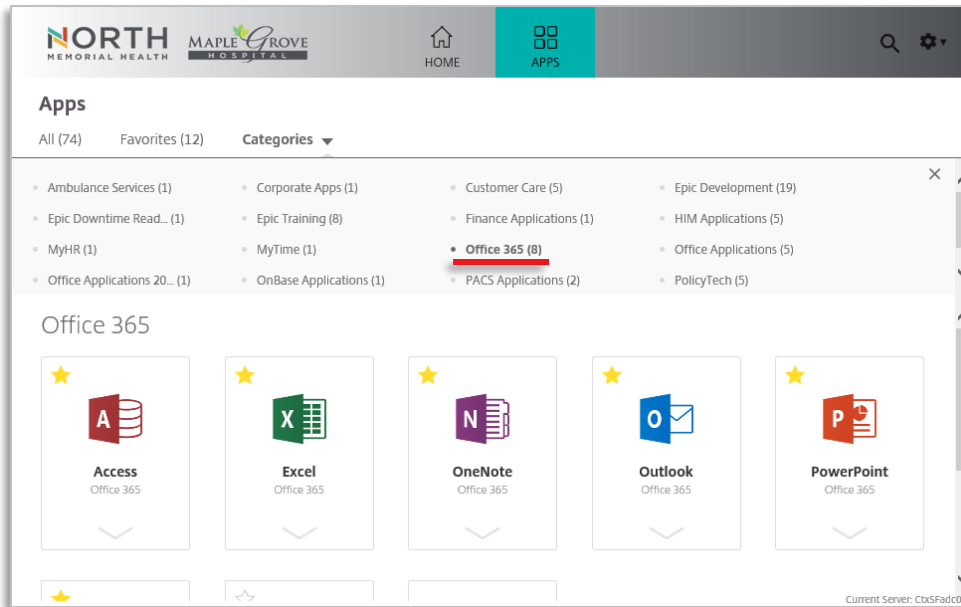 NORTH
MEMORIAL HEALTH
MAPLE GROVE
HOSPITAL
HOME
APPS
Apps
All (74) Favorites (12) Categories
Ambulance Services (1) Corporate Apps (1) Customer Care (5) Epic Development (19)
Epic Downtime Read... (1) Epic Training (8) Finance Applications (1) HIM Applications (5)
MyHR (1) MyTime (1) Office 365 (8) Office Applications (5)
Office Applications 20... (1) OnBase Applications (1) PACS Applications (2) PolicyTech (5)
Office 365
A X N O P
Access Excel OneNote Outlook PowerPoint
Office 365 Office 365 Office 365 Office 365 Office 365
Current Server: CtxSFadc0